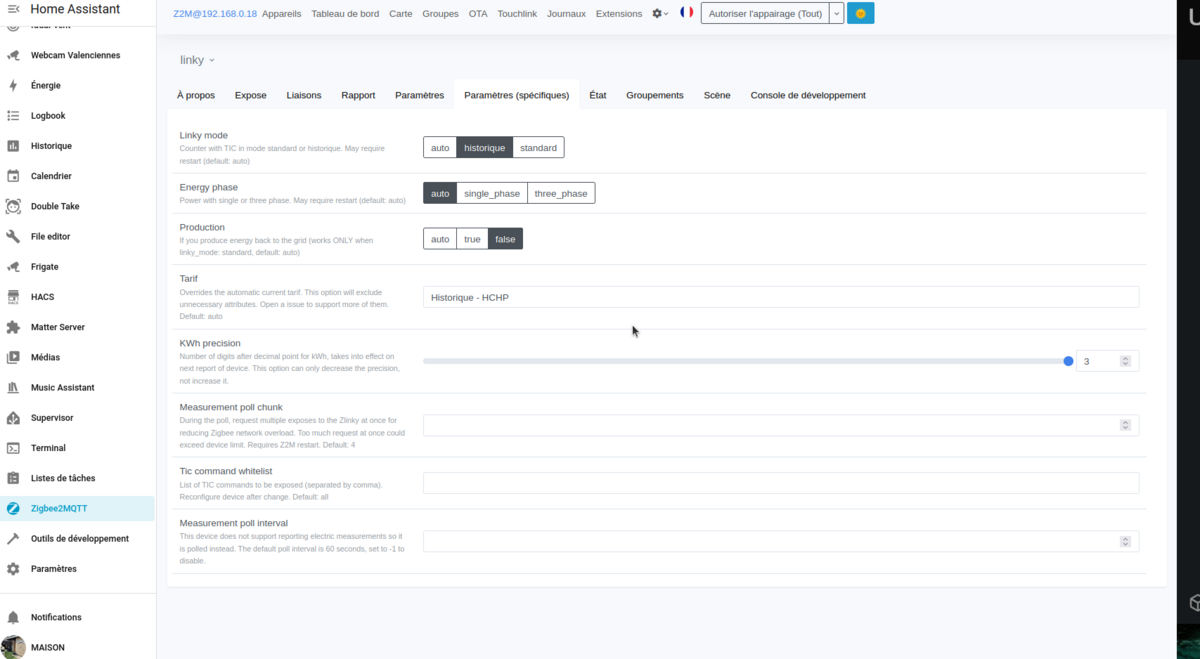 Home Assistant
Webcam Valenciennes
Énergie
Logbook
Historique
Calendrier
Double Take
File editor
Frigate
HACS
Matter Server
Médias
Music Assistant
Supervisor
Terminal
Listes de tâches
Zigbee2MQTT
Outils de développement
Paramètres
Notifications
MAISON
Z2M@192.168.0.18 Appareils Tableau de bord Carte Groupes OTA Touchlink Journaux Extensions Autoriser l'appairage (Tout)
linky
À propos Expose Liaisons Rapport Paramètres Paramètres (spécifiques) État Groupements Scène Console de développement
Linky mode
Counter with TIC in mode standard or historique. May require
restart (default: auto)
auto historique standard
Energy phase
Power with single or three phase. May require restart (default: auto)
auto single_phase three_phase
Production
If you produce energy back to the grid (works ONLY when
linky_mode: standard, default: auto)
auto true false
Tarif
Overrides the automatic current tarif. This option will exclude
unnecessary attributes. Open a issue to support more of them.
Default: auto
Historique - HCHP
KWh precision
Number of digits after decimal point for kWh, takes into effect on
next report of device. This option can only decrease the precision,
not increase it.
3
Measurement poll chunk
During the poll, request multiple exposes to the Zlinky at once for
reducing Zigbee network overload. Too much request at once could
exceed device limit. Requires Z2M restart. Default: 4
Tic command whitelist
List of TIC commands to be exposed (separated by comma).
Reconfigure device after change. Default: all
Measurement poll interval
This device does not support reporting electric measurements so it
is polled instead. The default poll interval is 60 seconds, set to -1 to
disable.